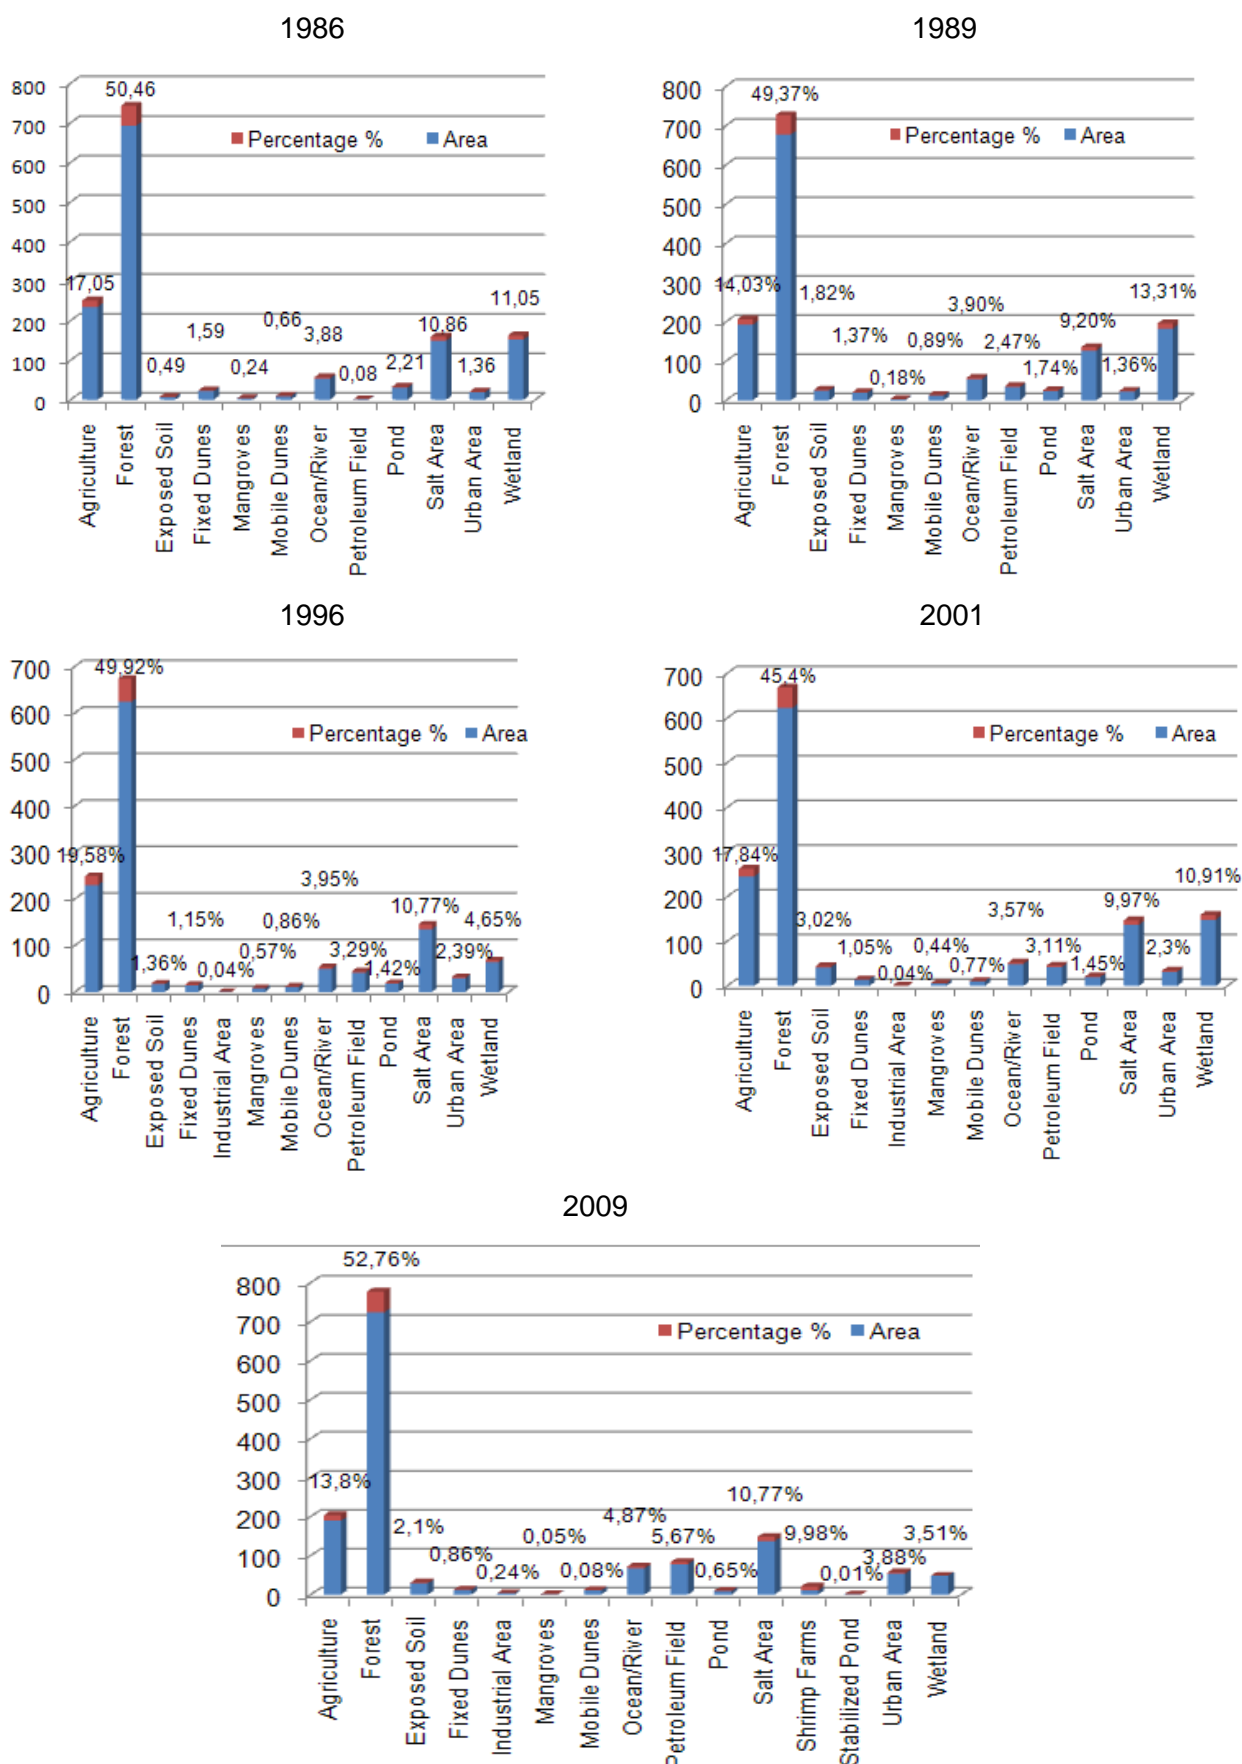 1986
800
700
600
500
400
300
200
100
0
50,46
Percentage % Area
17,05
0,49
1,59
0,24
0,66
3,88
0,08
2,21
10,86
1,36
11,05
Agriculture
Forest
Exposed Soil
Fixed Dunes
Mangroves
Mobile Dunes
Ocean/River
Petroleum Field
Pond
Salt Area
Urban Area
Wetland
1989
800
700
600
500
400
300
200
100
0
49,37%
Percentage % Area
14,03%
1,82%
1,37%
0,18%
0,89%
3,90%
2,47%
1,74%
9,20%
1,36%
13,31%
Agriculture
Forest
Exposed Soil
Fixed Dunes
Mangroves
Mobile Dunes
Ocean/River
Petroleum Field
Pond
Salt Area
Urban Area
Wetland
1996
700
600
500
400
300
200
100
0
49,92%
Percentage % Area
19,58%
1,36%
1,15%
0,04%
0,57%
0,86%
3,95%
3,29%
1,42%
10,77%
2,39%
4,65%
Agriculture
Forest
Exposed Soil
Fixed Dunes
Industrial Area
Mangroves
Mobile Dunes
Ocean/River
Petroleum Field
Pond
Salt Area
Urban Area
Wetland
2001
700
600
500
400
300
200
100
0
45,4%
Percentage % Area
17,84%
3,02%
1,05%
0,04%
0,44%
0,77%
3,57%
3,11%
1,45%
9,97%
2,3%
10,91%
Agriculture
Forest
Exposed Soil
Fixed Dunes
Industrial Area
Mangroves
Mobile Dunes
Ocean/River
Petroleum Field
Pond
Salt Area
Urban Area
Wetland
2009
800
700
600
500
400
300
200
100
0
52,76%
Percentage % Area
13,8%
2,1%
0,86%
0,24%
0,05%
0,08%
4,87%
5,67%
0,65%
10,77%
9,98%
0,01%
3,88%
3,51%
Agriculture
Forest
Exposed Soil
Fixed Dunes
Industrial Area
Mangroves
Mobile Dunes
Ocean/River
Petroleum Field
Pond
Salt Area
Shrimp Farms
Stabilized Pond
Urban Area
Wetland